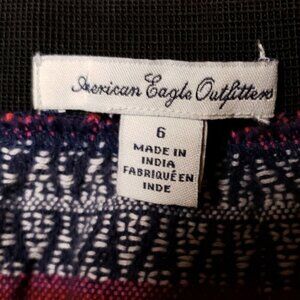 American Eagle Outfitters
6
MADE IN
INDIA
FABRIQUÉ EN
INDE